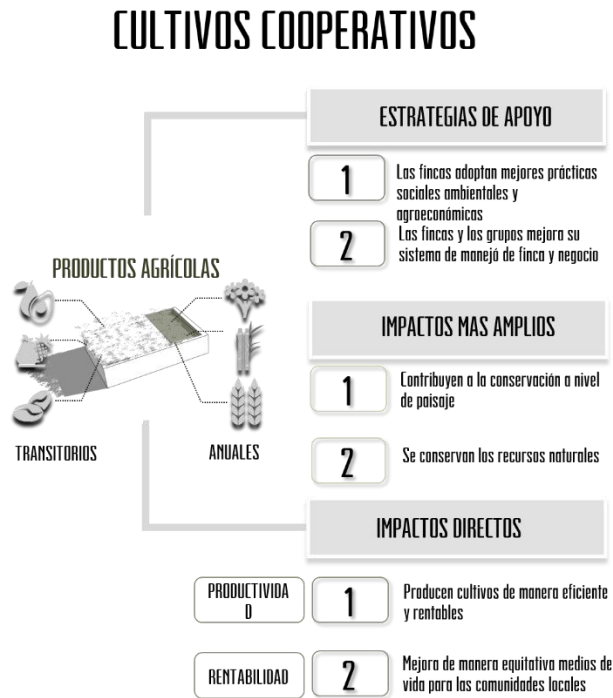 CULTIVOS COOPERATIVOS
ESTRATEGIAS DE APOYO
1
Las fincas adoptan mejores prácticas
sociales ambientales y
agroeconómicas
2
Las fincas y los grupos mejora su
sistema de manejó de finca y negocio
PRODUCTOS AGRÍCOLAS
TRANSITORIOS
ANUALES
IMPACTOS MAS AMPLIOS
1
Contribuyen a la conservación a nivel
de paisaje
2
Se conservan los recursos naturales
IMPACTOS DIRECTOS
PRODUCTIVIDA
D
1
Producen cultivos de manera eficiente
y rentables
RENTABILIDAD
2
Mejora de manera equitativa medios de
vida para las comunidades locales